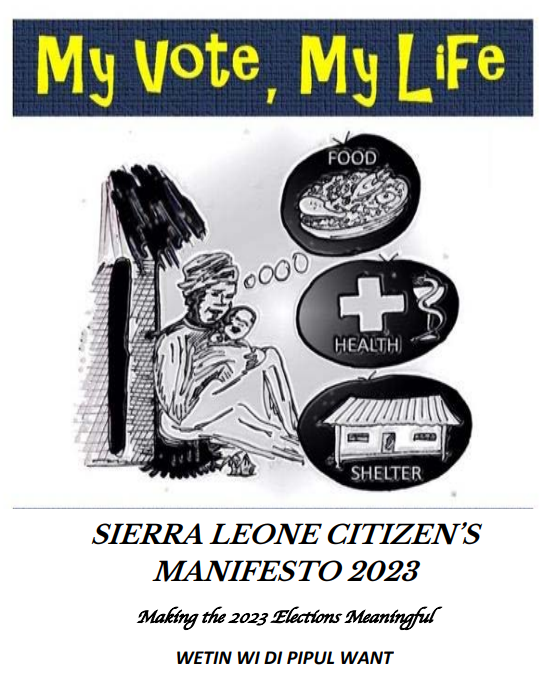 My Vote, My Life
FOOD
HEALTH
SHELTER
SIERRA LEONE CITIZEN’S
MANIFESTO 2023
Making the 2023 Elections Meaningful
WETIN WI DI PIPUL WANT